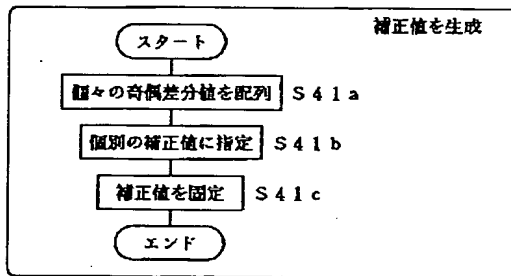 補正値を生成
スタート
個々の奇偶差分値を配列 S41a
個別の補正値に指定 S41b
補正値を固定 S41c
エンド